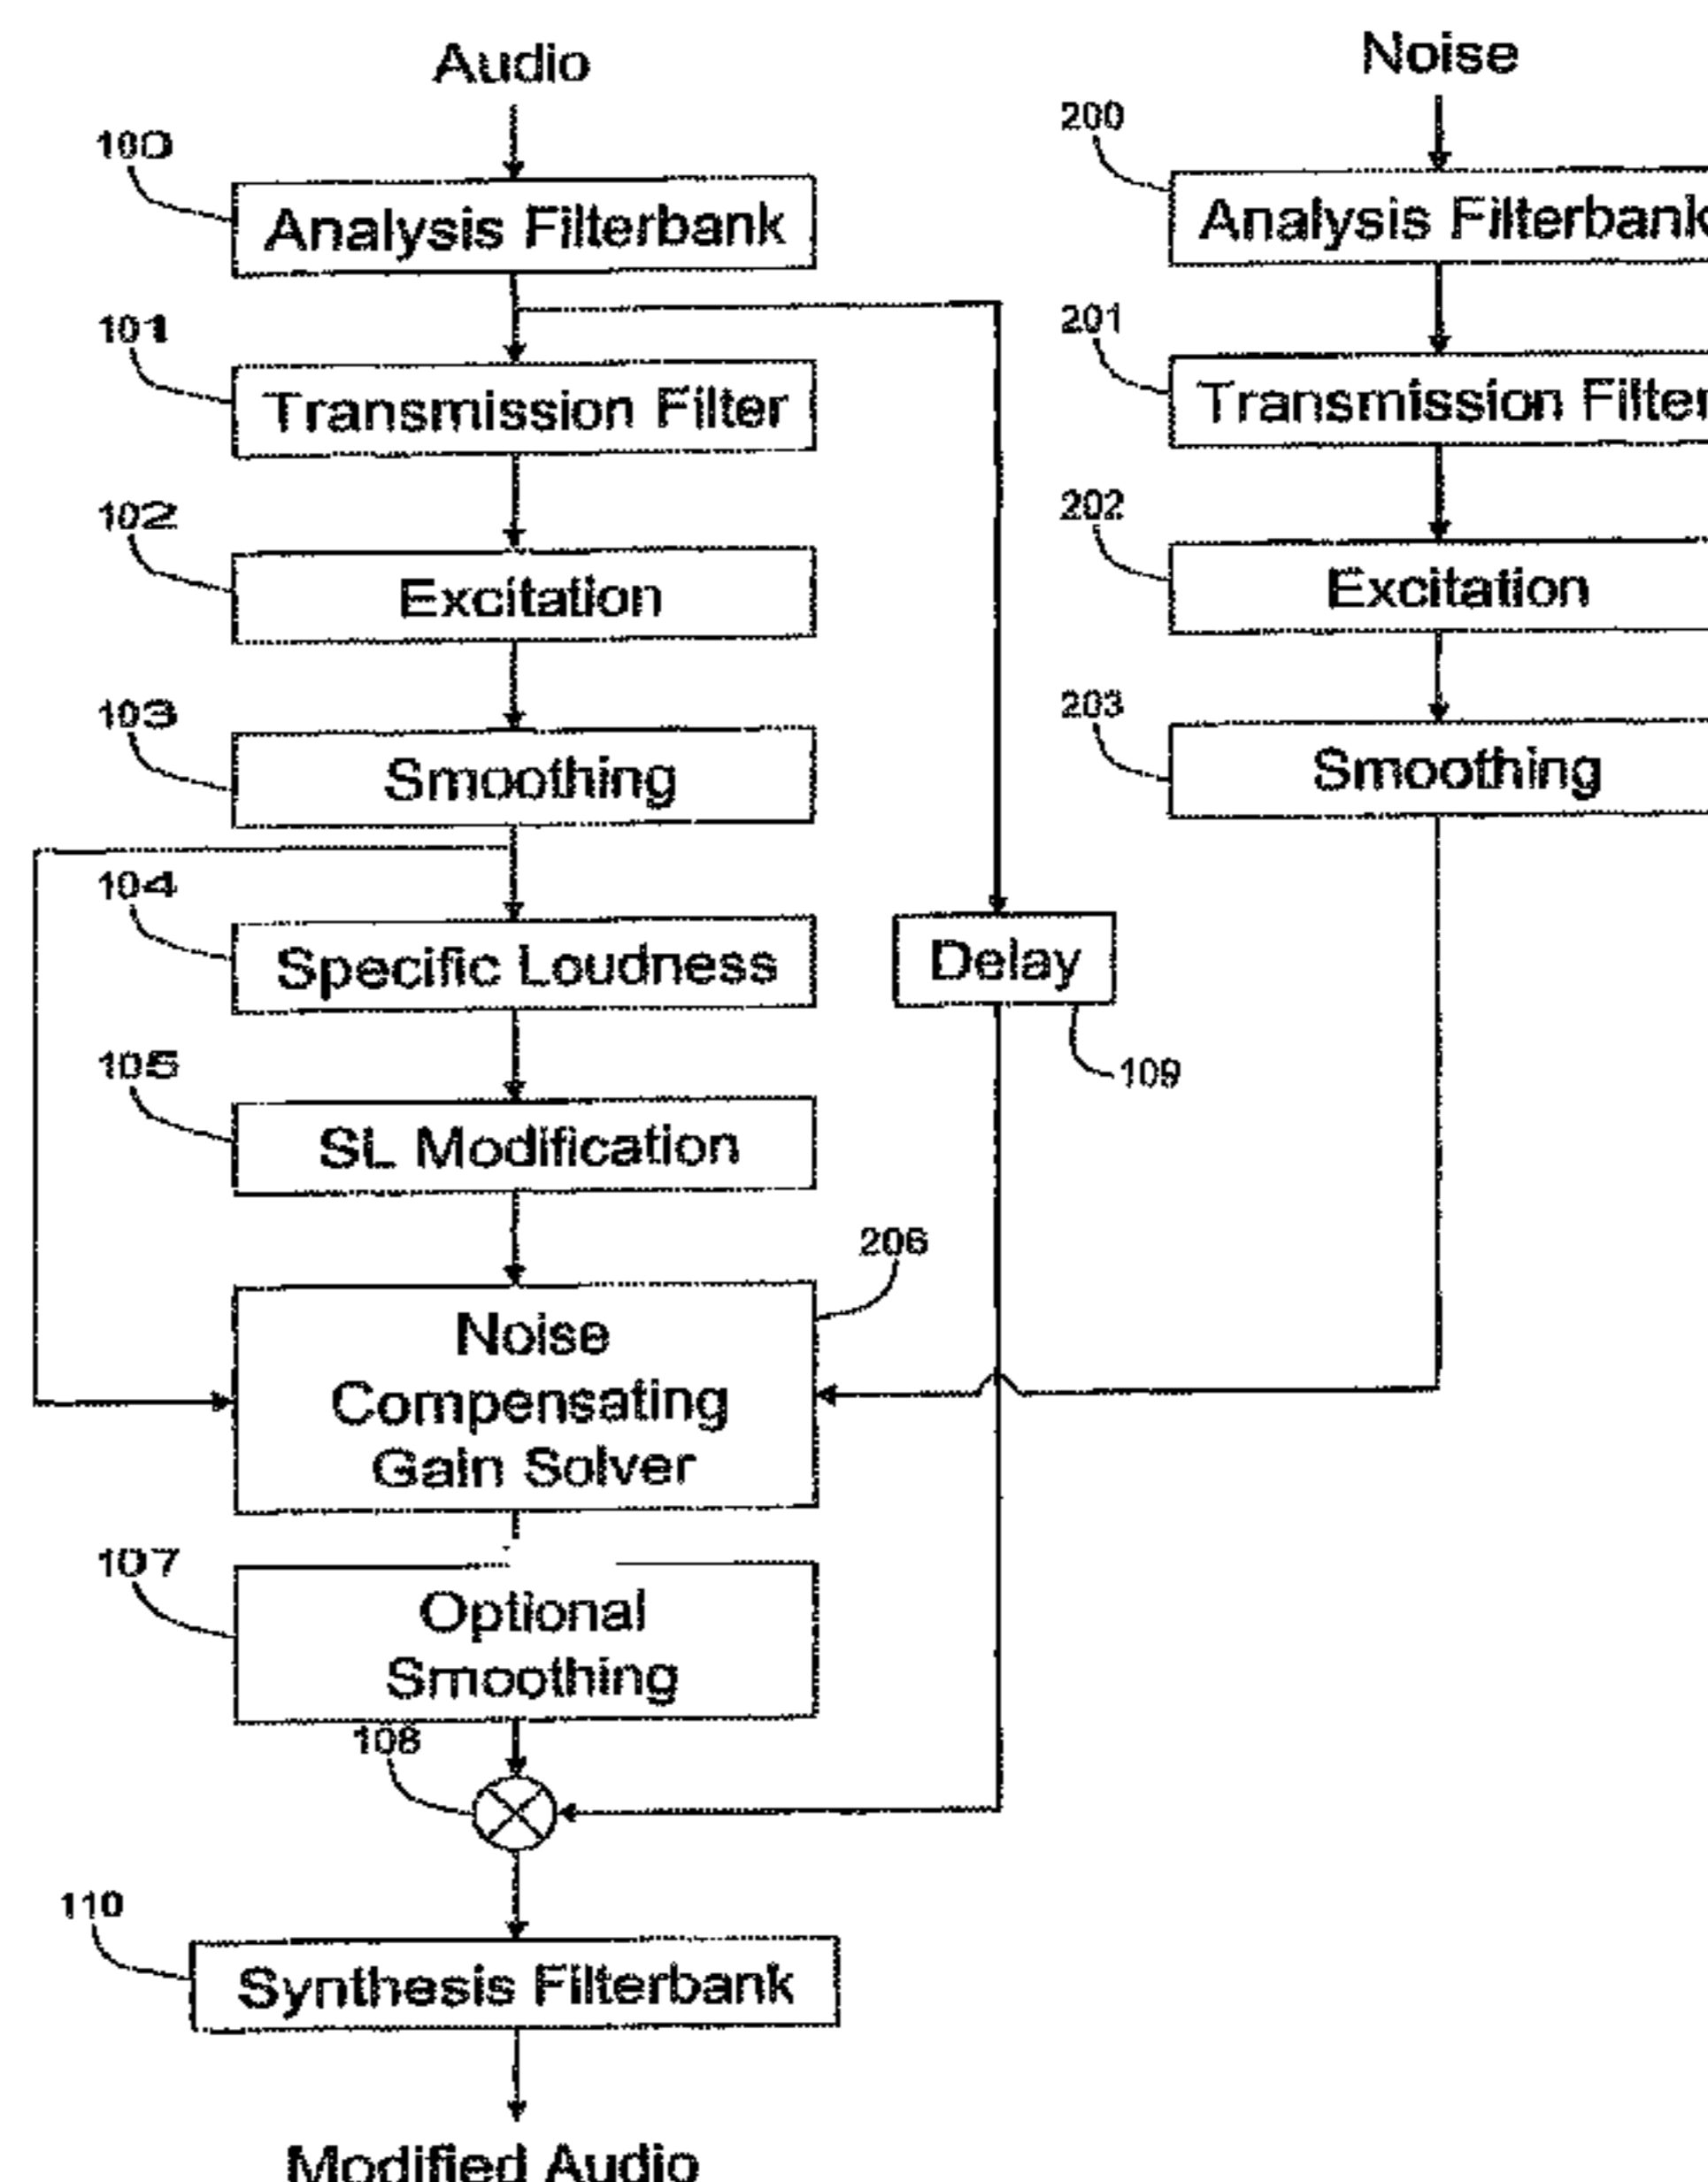 Audio
100
Analysis Filterbank
101
Transmission Filter
102
Excitation
103
Smoothing
104
Specific Loudness
105
SL Modification
206
Noise
Compensating
Gain Solver
107
Optional
Smoothing
108
110
Synthesis Filterbank
Modified Audio
Delay
109
Noise
200
Analysis Filterbank
201
Transmission Filter
202
Excitation
203
Smoothing